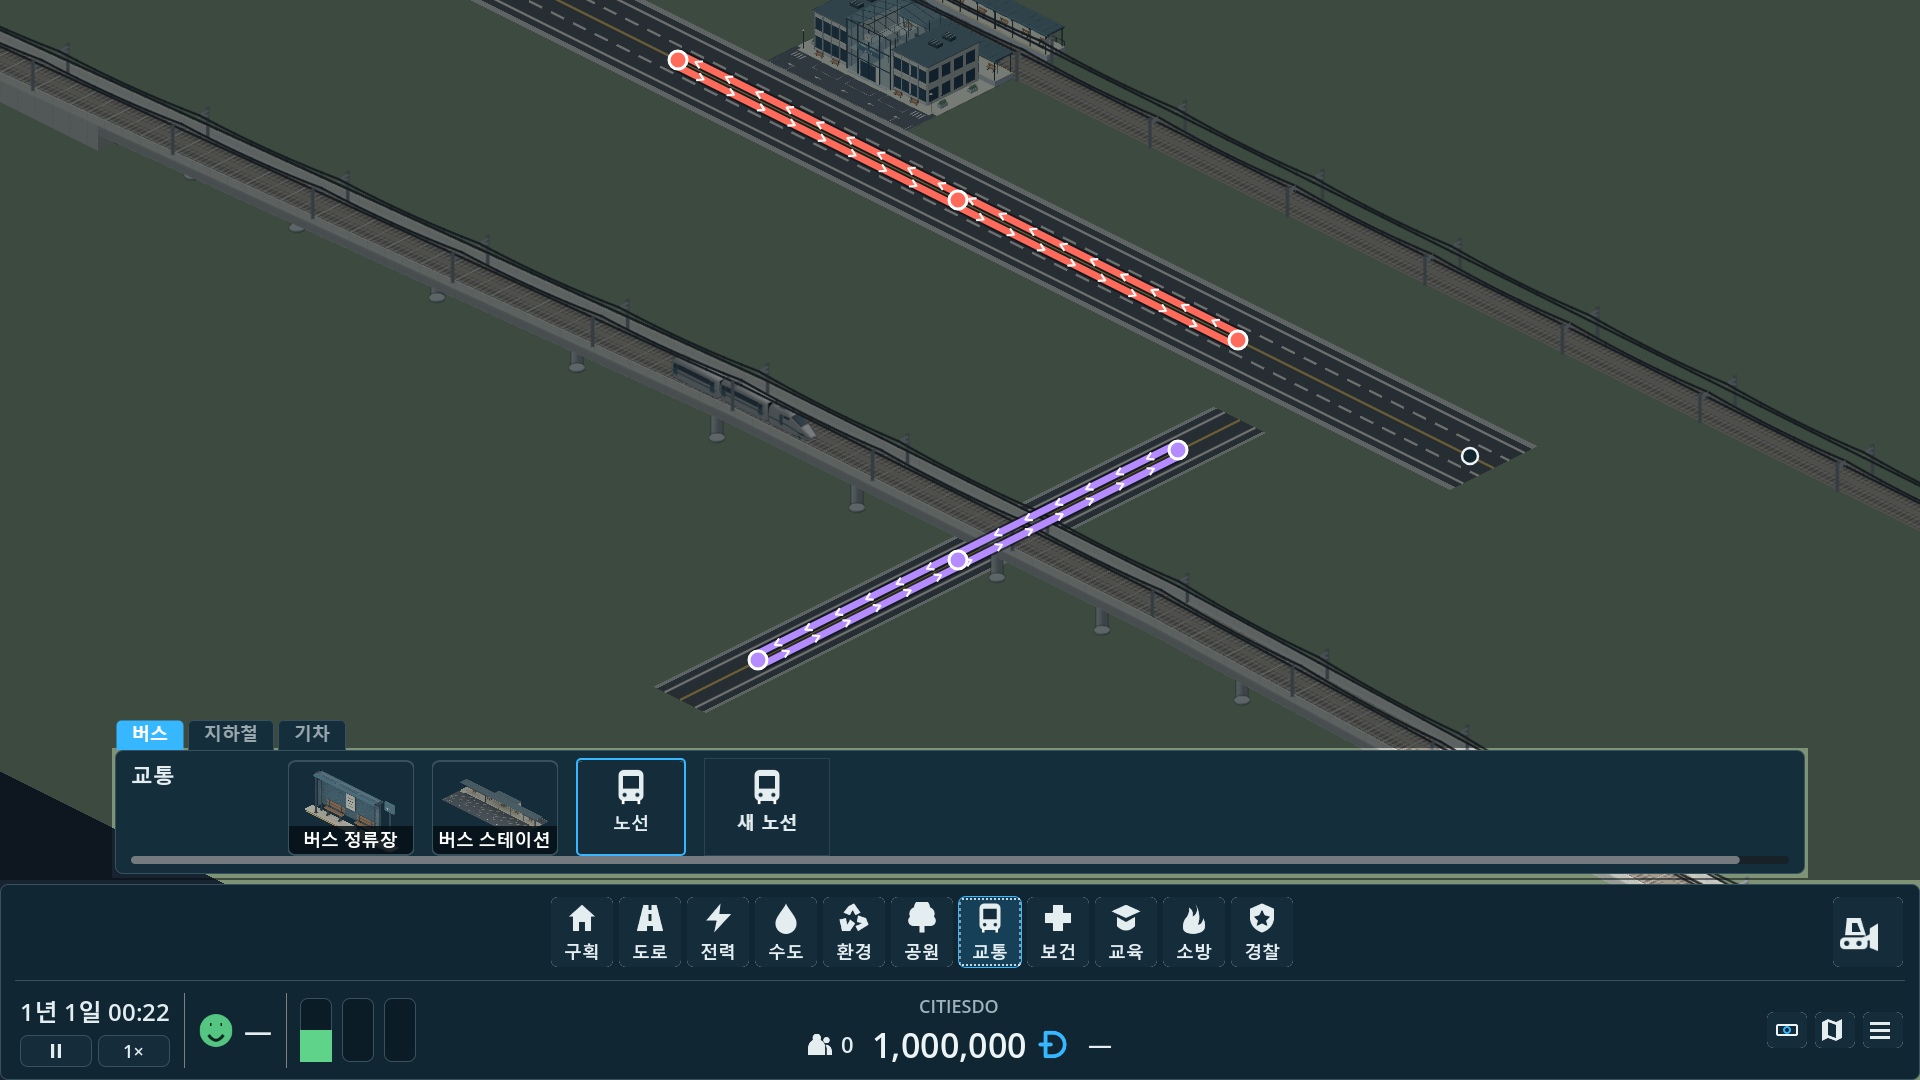 버스
지하철
기차
교통
버스 정류장
버스 스테이션
노선
새 노선
구획
도로
전력
수도
환경
공원
교통
보건
교육
소방
경찰
1년 1일 00:22
1×
CITIESDO
0
1,000,000 Đ —